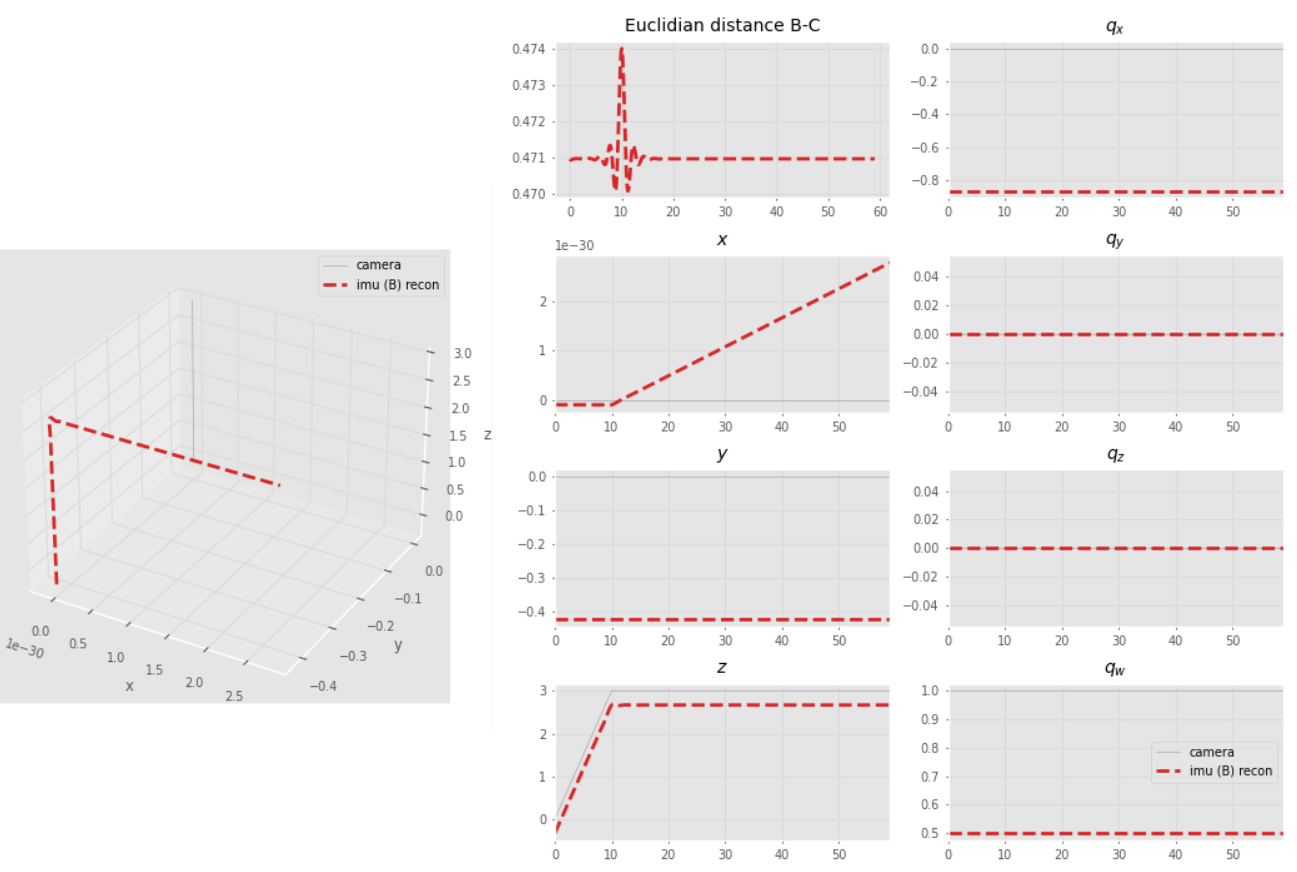 camera
imu (B) recon
3.0
2.5
2.0
1.5
1.0
0.5
0.0
z
0.0
−0.1
−0.2
−0.3
−0.4
y
0.0
0.5
1.0
1.5
2.0
2.5
1e−30
x
Euclidian distance B-C
0.474
0.473
0.472
0.471
0.470
0 10 20 30 40 50 60
qx
0.0
−0.2
−0.4
−0.6
−0.8
0 10 20 30 40 50
x
1e−30
2
1
0
0 10 20 30 40 50
qy
0.04
0.02
0.00
−0.02
−0.04
0 10 20 30 40 50
y
0.0
−0.1
−0.2
−0.3
−0.4
0 10 20 30 40 50
qz
0.04
0.02
0.00
−0.02
−0.04
0 10 20 30 40 50
z
3
2
1
0
0 10 20 30 40 50
qw
1.0
0.9
0.8
0.7
0.6
0.5
camera
imu (B) recon
0 10 20 30 40 50